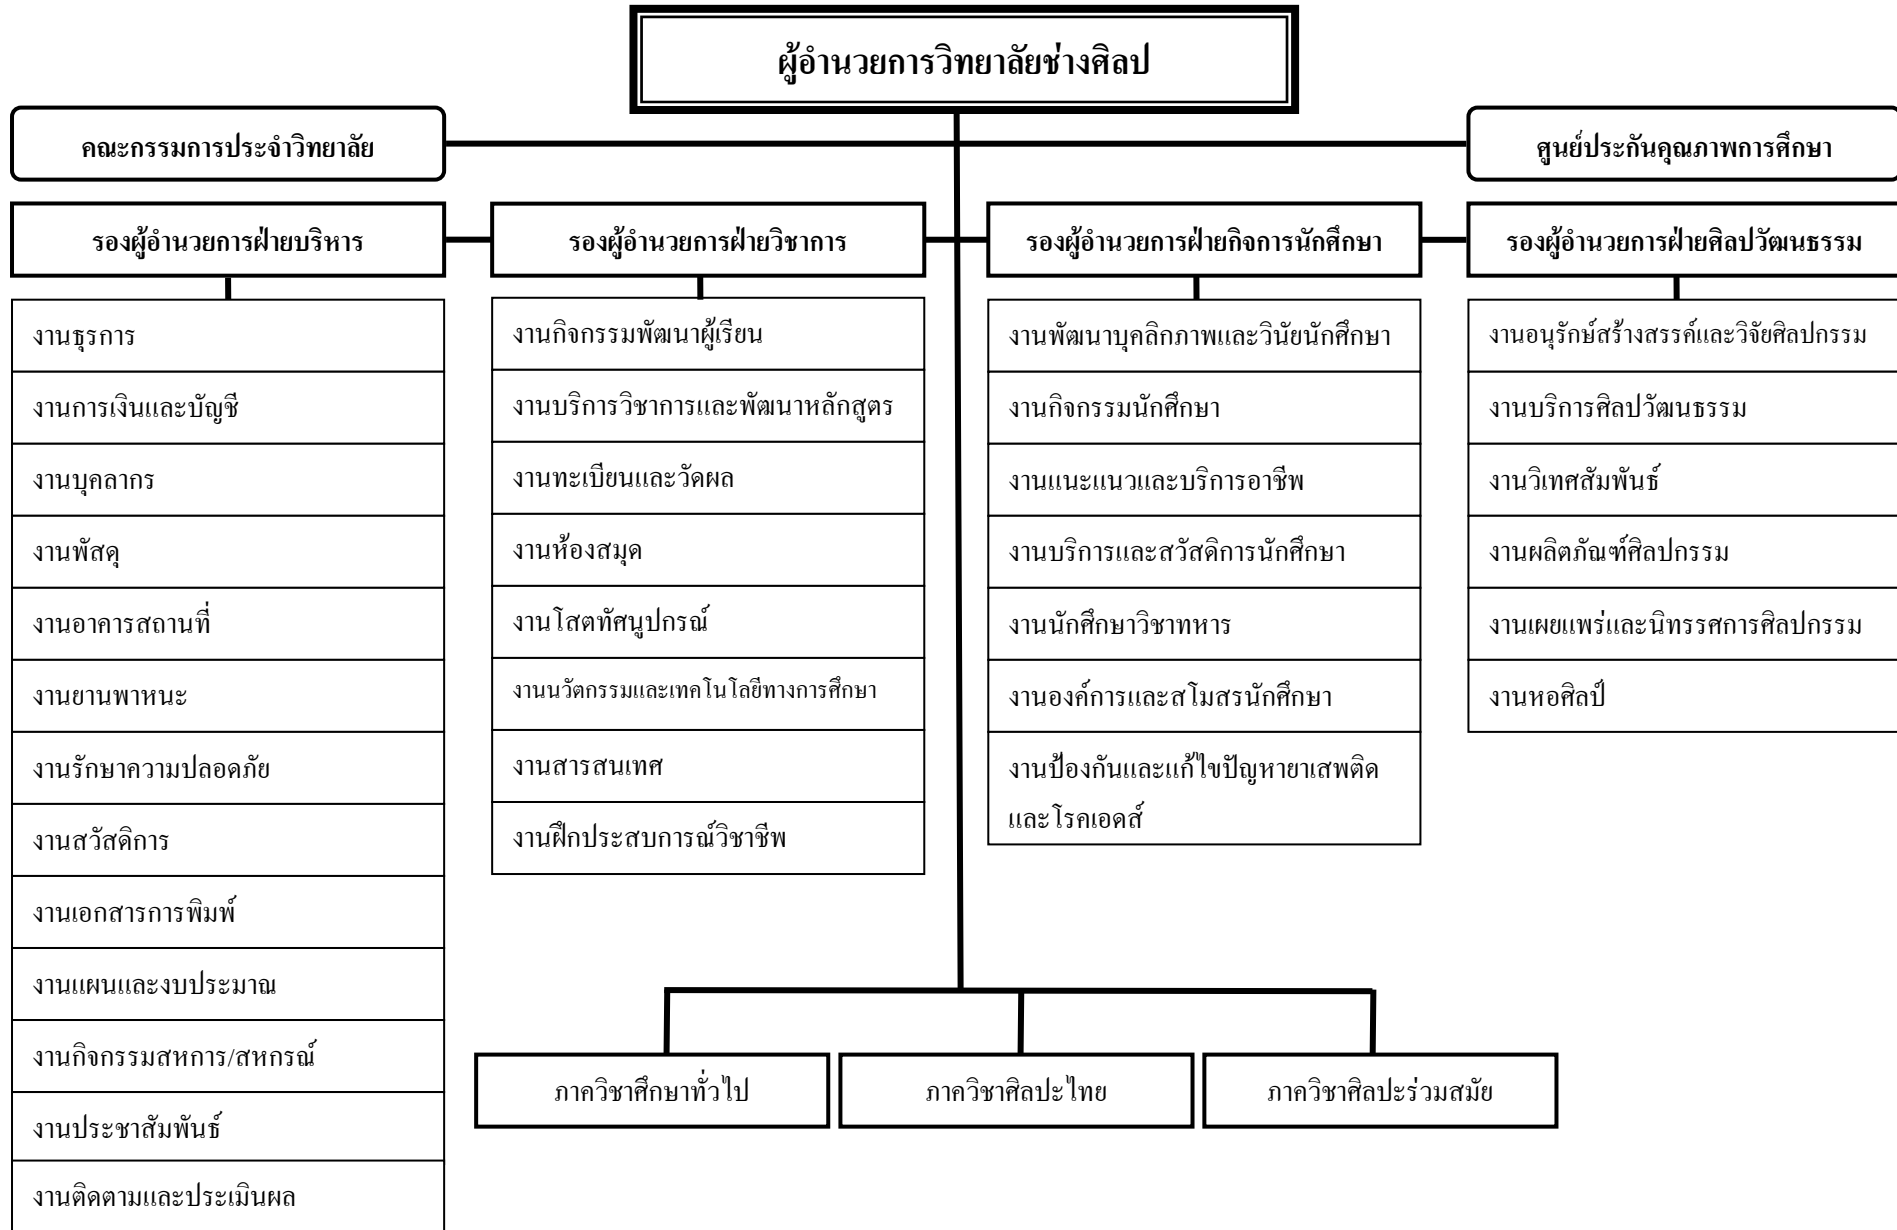 ผู้อำนวยการวิทยาลัยช่างศิลป
คณะกรรมการประจำวิทยาลัย
ศูนย์ประกันคุณภาพการศึกษา
รองผู้อำนวยการฝ่ายบริหาร
รองผู้อำนวยการฝ่ายวิชาการ
รองผู้อำนวยการฝ่ายกิจการนักศึกษา
รองผู้อำนวยการฝ่ายศิลปวัฒนธรรม
งานธุรการ
งานการเงินและบัญชี
งานบุคลากร
งานพัสดุ
งานอาคารสถานที่
งานยานพาหนะ
งานรักษาความปลอดภัย
งานสวัสดิการ
งานเอกสารการพิมพ์
งานแผนและงบประมาณ
งานกิจกรรมสหการ/สหกรณ์
งานประชาสัมพันธ์
งานติดตามและประเมินผล
งานกิจกรรมพัฒนาผู้เรียน
งานบริการวิชาการและพัฒนาหลักสูตร
งานทะเบียนและวัดผล
งานห้องสมุด
งานโสตทัศนูปกรณ์
งานนวัตกรรมและเทคโนโลยีทางการศึกษา
งานสารสนเทศ
งานฝึกประสบการณ์วิชาชีพ
งานพัฒนาบุคลิกภาพและวินัยนักศึกษา
งานกิจกรรมนักศึกษา
งานแนะแนวและบริการอาชีพ
งานบริการและสวัสดิการนักศึกษา
งานนักศึกษาวิชาทหาร
งานองค์การและสโมสรนักศึกษา
งานป้องกันและแก้ไขปัญหายาเสพติด
และโรคเอดส์
งานอนุรักษ์สร้างสรรค์และวิจัยศิลปกรรม
งานบริการศิลปวัฒนธรรม
งานวิเทศสัมพันธ์
งานผลิตภัณฑ์ศิลปกรรม
งานเผยแพร่และนิทรรศการศิลปกรรม
งานหอศิลป์
ภาควิชาศึกษาทั่วไป
ภาควิชาศิลปะไทย
ภาควิชาศิลปะร่วมสมัย